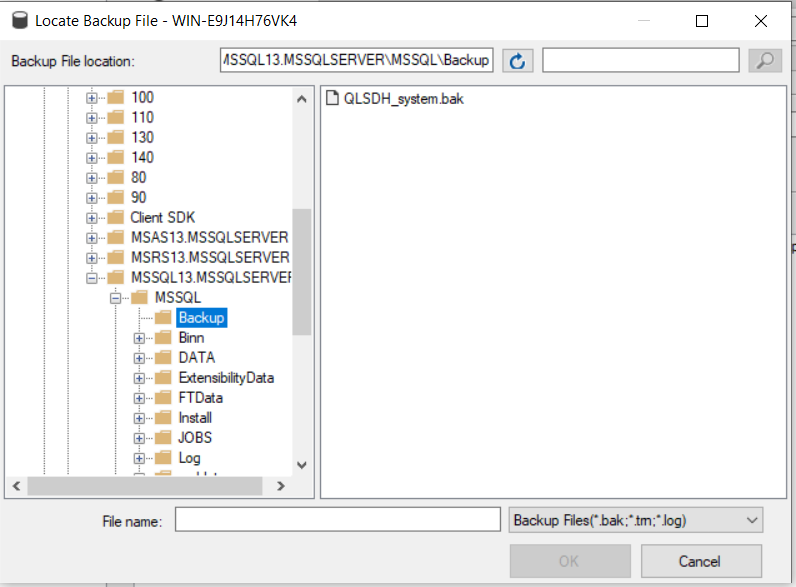 Locate Backup File - WIN-E9J14H76VK4
Backup File location:
MSSQL13.MSSQLSERVER\MSSQL\Backup
100
110
130
140
80
90
Client SDK
MSAS13.MSSQLSERVER
MSRS13.MSSQLSERVER
MSSQL13.MSSQLSERVER
MSSQL
Backup
Binn
DATA
ExtensibilityData
FTData
Install
JOBS
Log
QLSDH_system.bak
File name:
Backup Files(*.bak;*.trn;*.log)
OK
Cancel